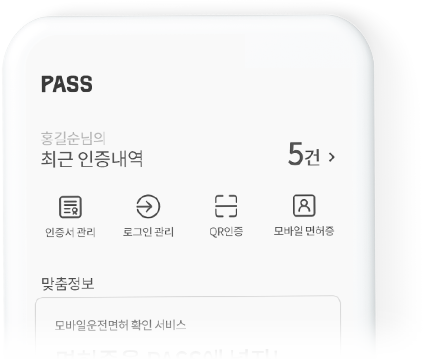 PASS
홍길순님의
최근 인증내역
5건
인증서 관리
로그인 관리
QR인증
모바일 면허증
맞춤정보
모바일운전면허 확인 서비스